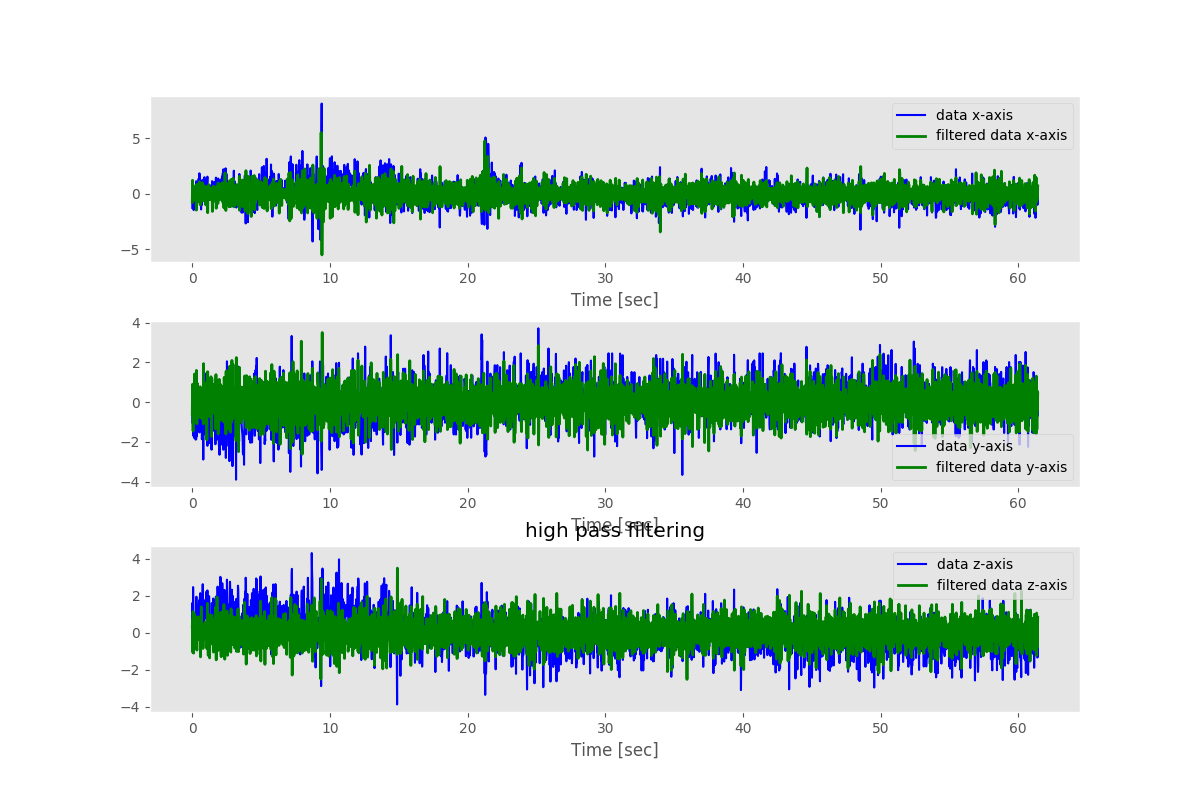 data x-axis
filtered data x-axis
5
0
−5
0 10 20 30 40 50 60
Time [sec]
4
2
0
−2
−4
data y-axis
filtered data y-axis
0 10 20 30 40 50 60
Time [sec]
high pass filtering
4
2
0
−2
−4
data z-axis
filtered data z-axis
0 10 20 30 40 50 60
Time [sec]